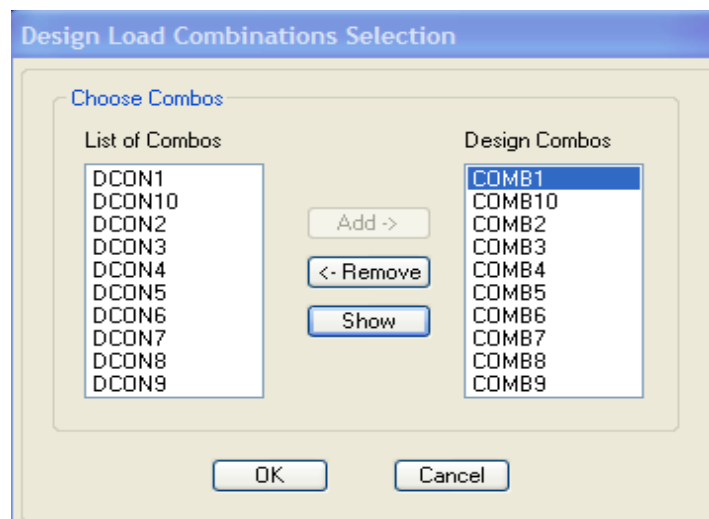 Design Load Combinations Selection
Choose Combos
List of Combos
DCON1
DCON10
DCON2
DCON3
DCON4
DCON5
DCON6
DCON7
DCON8
DCON9
Add ->
<- Remove
Show
Design Combos
COMB1
COMB10
COMB2
COMB3
COMB4
COMB5
COMB6
COMB7
COMB8
COMB9
OK
Cancel